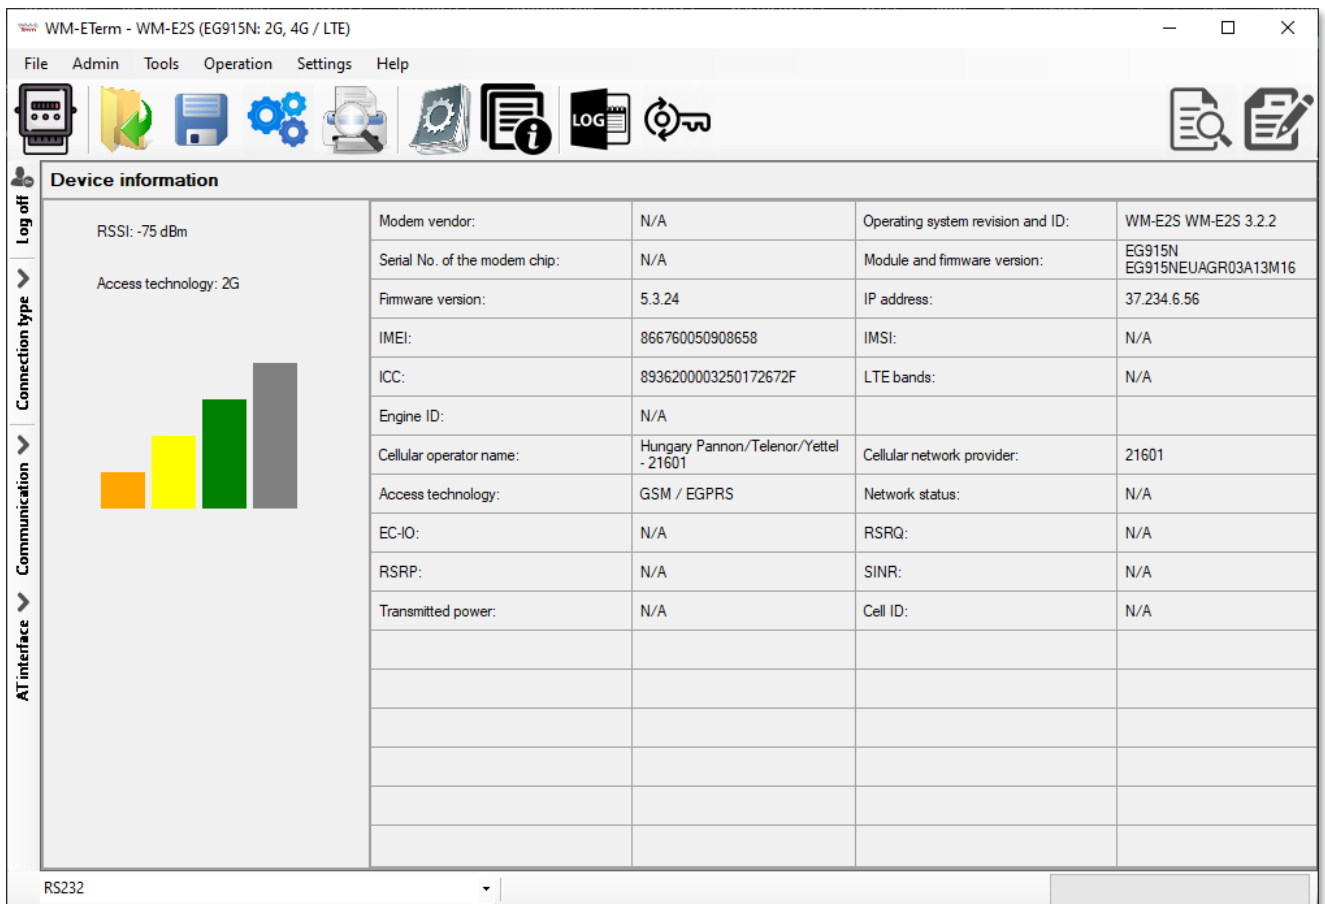 WM-ETerm - WM-E2S (EG915N: 2G, 4G / LTE)
File Admin Tools Operation Settings Help
LOG
Log off
Connection type
Communication
AT interface
Device information
RSSI: -75 dBm
Access technology: 2G
Modem vendor: N/A Operating system revision and ID: WM-E2S WM-E2S 3.2.2
Serial No. of the modem chip: N/A Module and firmware version: EG915N
EG915NEUAGR03A13M16
Firmware version: 5.3.24 IP address: 37.234.6.56
IMEI: 866760050908658 IMSI: N/A
ICC: 8936200003250172672F LTE bands: N/A
Engine ID: N/A
Cellular operator name: Hungary Pannon/Telenor/Yettel
- 21601 Cellular network provider: 21601
Access technology: GSM / EGPRS Network status: N/A
EC-IO: N/A RSRQ: N/A
RSRP: N/A SINR: N/A
Transmitted power: N/A Cell ID: N/A
RS232